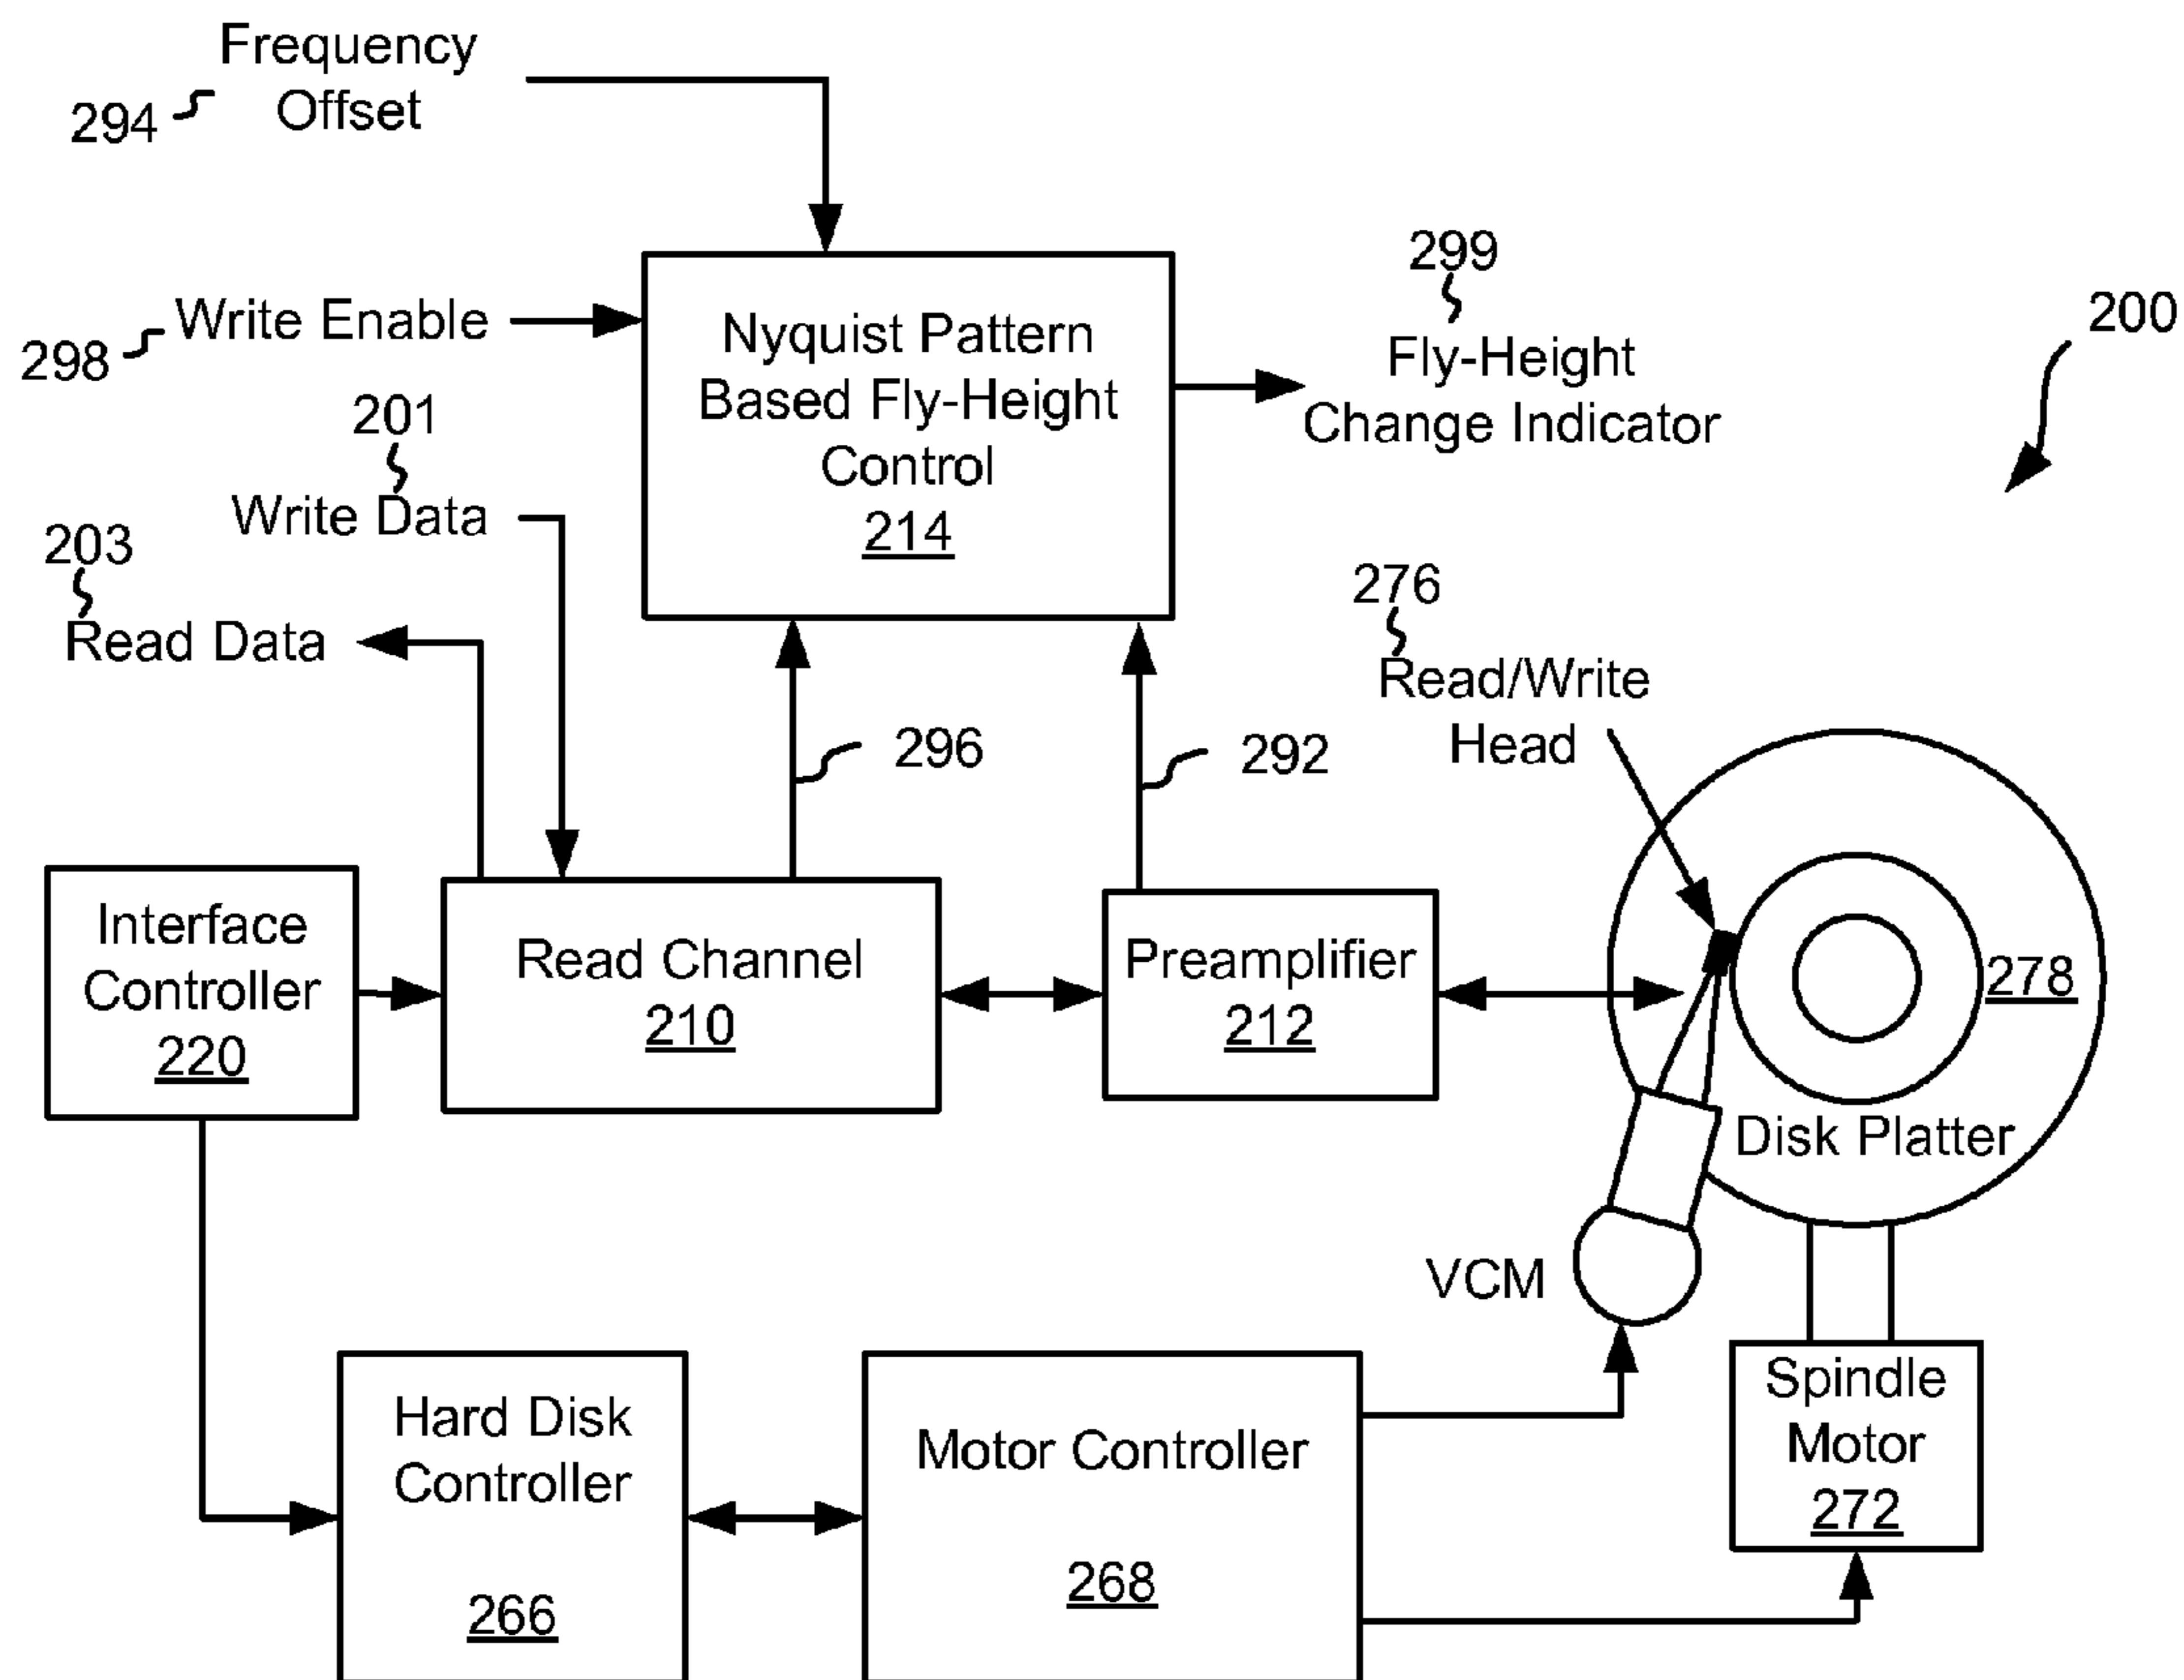 Frequency
Offset
294
298
Write Enable
Nyquist Pattern
Based Fly-Height
Control
214
299
Fly-Height
Change Indicator
200
201
Write Data
203
Read Data
276
Read/Write
Head
296
292
Interface
Controller
220
Read Channel
210
Preamplifier
212
278
Disk Platter
VCM
Spindle
Motor
272
Hard Disk
Controller
266
Motor Controller
268